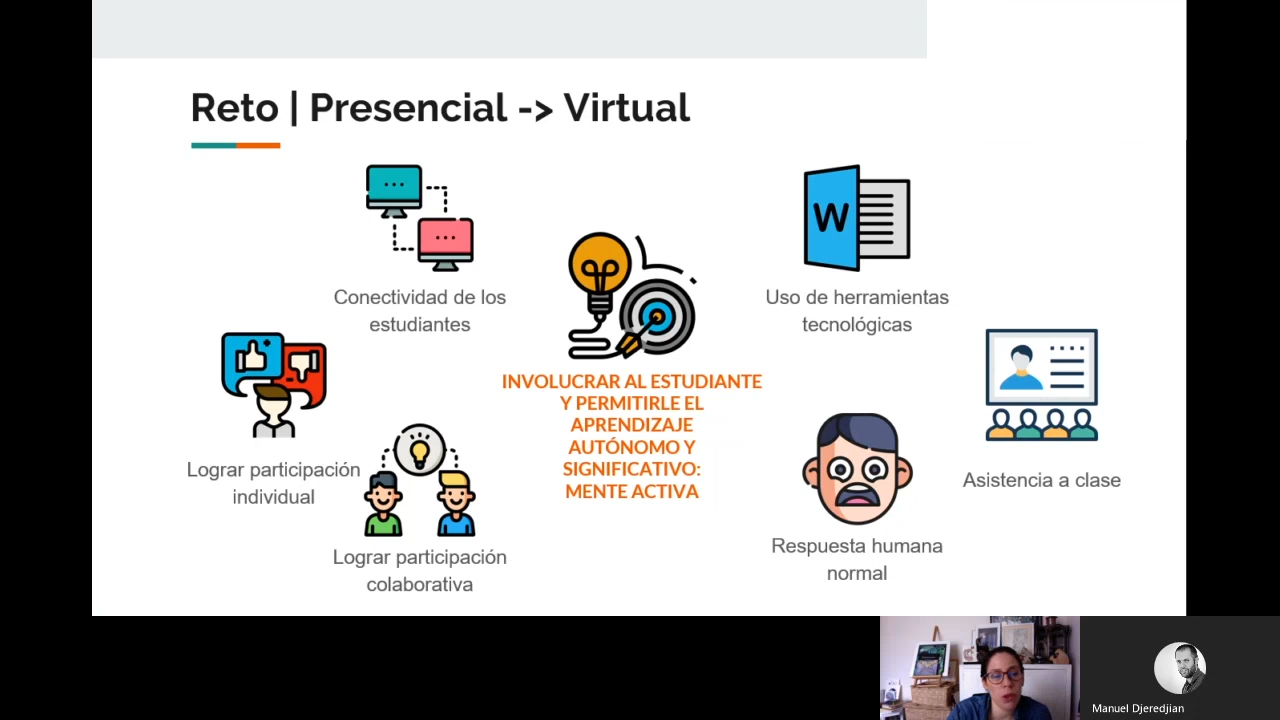 Reto | Presencial -> Virtual
Conectividad de los
estudiantes
W
Uso de herramientas
tecnológicas
INVOLUCRAR AL ESTUDIANTE
Y PERMITIRLE EL
APRENDIZAJE
AUTÓNOMO Y
SIGNIFICATIVO:
MENTE ACTIVA
Lograr participación
individual
Lograr participación
colaborativa
Asistencia a clase
Respuesta humana
normal
Manuel Djeredjian